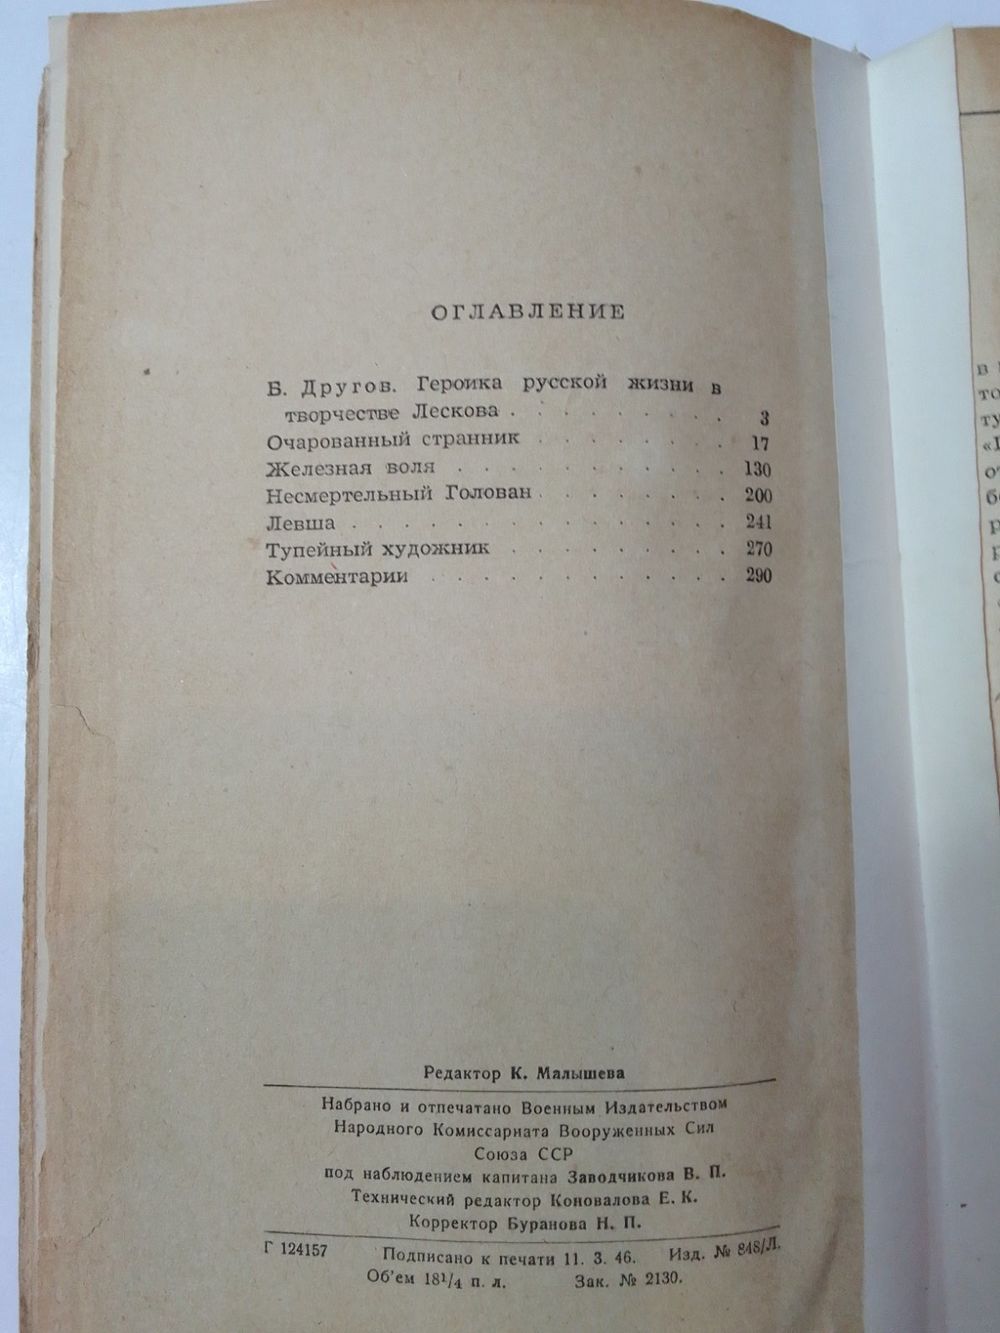 ОГЛАВЛЕНИЕ
Б. Другов. Героика русской жизни в
творчестве Лескова . . . . . . . . . 3
Очарованный странник . . . . . . . . 17
Железная воля . . . . . . . . . . . 130
Несмертельный Голован . . . . . . . . 200
Левша . . . . . . . . . . . . . . . 241
Тупейный художник . . . . . . . . . 270
Комментарии . . . . . . . . . . . . 290
Редактор К. Малышева
Набрано и отпечатано Военным Издательством
Народного Комиссариата Вооруженных Сил
Союза ССР
под наблюдением капитана Заводчикова В. П.
Технический редактор Коновалова Е. К.
Корректор Буранова Н. П.
Г 124157 Подписано к печати 11. 3. 46. Изд. № 848/Л.
Об'ем 18¹/₄ п. л. Зак. № 2130.